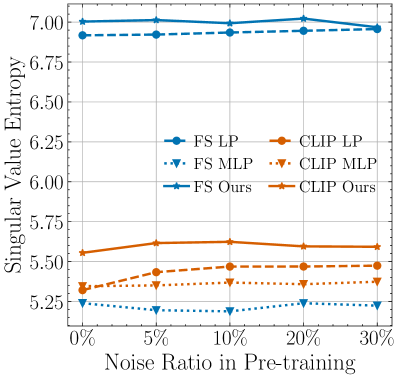 7.00
6.75
6.50
6.25
6.00
5.75
5.50
5.25
Singular Value Entropy
FS LP
FS MLP
FS Ours
CLIP LP
CLIP MLP
CLIP Ours
0% 5% 10% 20% 30%
Noise Ratio in Pre-training